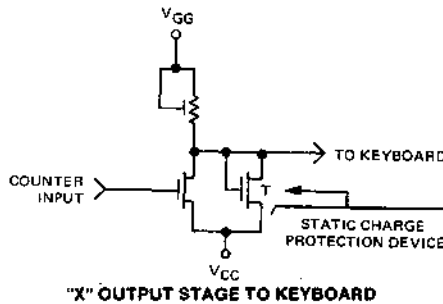 VGG
TO KEYBOARD
COUNTER
INPUT
T
STATIC CHARGE
PROTECTION DEVICE
VCC
"X" OUTPUT STAGE TO KEYBOARD